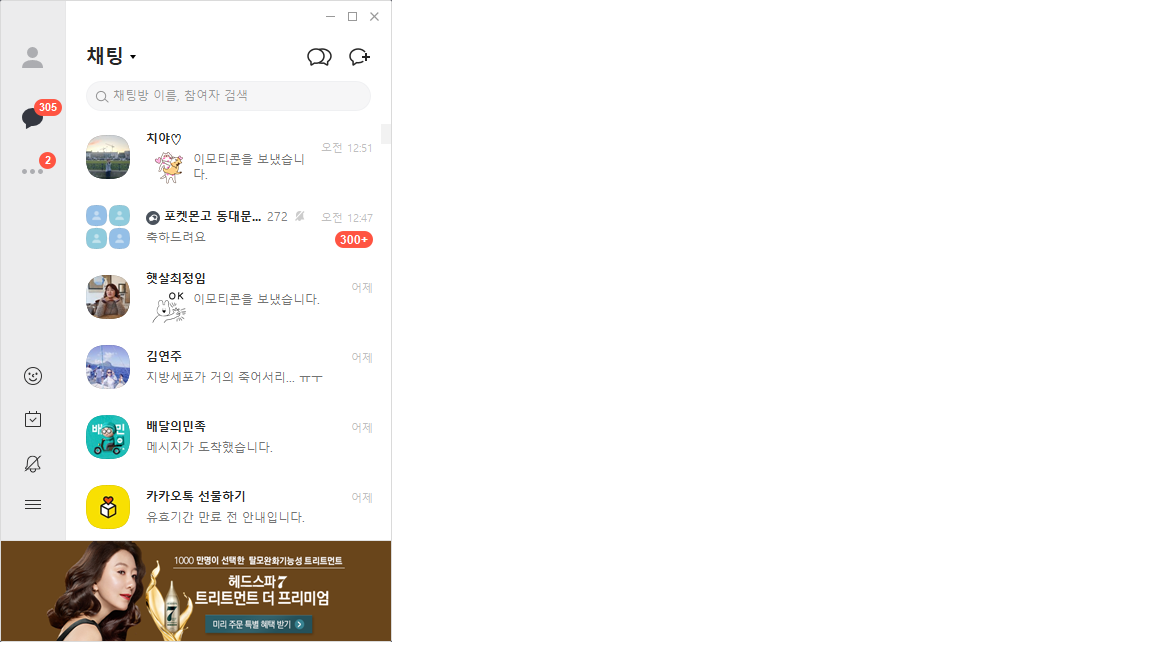 채팅
305
2
채팅방 이름, 참여자 검색
치야♡
오전 12:51
이모티콘을 보냈습니
다.
포켓몬고 동대문... 272
오전 12:47
축하드려요
300+
햇살최정임
어제
OK
이모티콘을 보냈습니다.
김연주
어제
지방세포가 거의 죽어서리... ㅠㅜ
배민
배달의민족
어제
메시지가 도착했습니다.
카카오톡 선물하기
어제
유효기간 만료 전 안내입니다.
1000 만명이 선택한 탈모완화기능성 트리트먼트
헤드스파7
트리트먼트 더 프리미엄
7
미리 주문 특별 혜택 받기